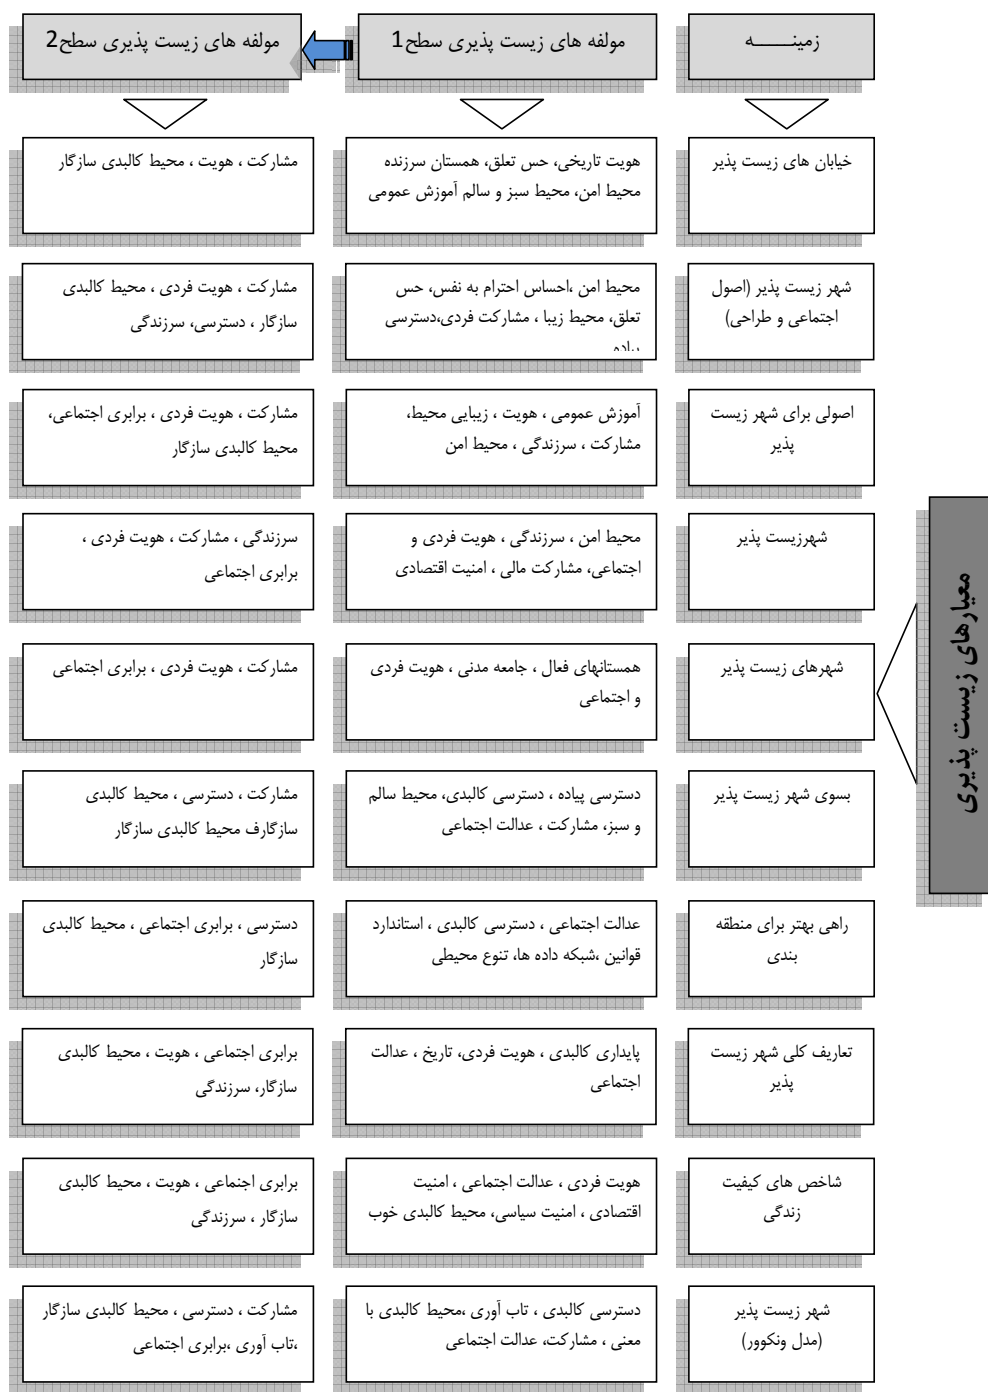 زمینـــــه
مولفه های زیست پذیری سطح1
مولفه های زیست پذیری سطح2
معیارهای زیست پذیری
خیابان های زیست پذیر
هویت تاریخی، حس تعلق، همستان سرزنده
محیط امن، محیط سبز و سالم آموزش عمومی
مشارکت ، هویت ، محیط کالبدی سازگار
شهر زیست پذیر (اصول
اجتماعی و طراحی)
محیط امن ،احساس احترام به نفس، حس
تعلق، محیط زیبا ، مشارکت فردی،دسترسی
مشارکت ، هویت فردی ، محیط کالبدی
سازگار ، دسترسی، سرزندگی
اصولی برای شهر زیست
پذیر
آموزش عمومی ، هویت ، زیبایی محیط،
مشارکت ، سرزندگی ، محیط امن
مشارکت ، هویت فردی ، برابری اجتماعی،
محیط کالبدی سازگار
شهرزیست پذیر
محیط امن ، سرزندگی ، هویت فردی و
اجتماعی، مشارکت مالی ، امنیت اقتصادی
سرزندگی ، مشارکت ، هویت فردی ،
برابری اجتماعی
شهرهای زیست پذیر
همستانهای فعال ، جامعه مدنی ، هویت فردی
و اجتماعی
مشارکت ، هویت فردی ، برابری اجتماعی
بسوی شهر زیست پذیر
دسترسی پیاده ، دسترسی کالبدی، محیط سالم
و سبز، مشارکت ، عدالت اجتماعی
مشارکت ، دسترسی ، محیط کالبدی
سازگارف محیط کالبدی سازگار
راهی بهتر برای منطقه
بندی
عدالت اجتماعی ، دسترسی کالبدی ، استاندارد
قوانین ،شبکه داده ها، تنوع محیطی
دسترسی ، برابری اجتماعی ، محیط کالبدی
سازگار
تعاریف کلی شهر زیست
پذیر
پایداری کالبدی ، هویت فردی، تاریخ ، عدالت
اجتماعی
برابری اجتماعی ، هویت ، محیط کالبدی
سازگار، سرزندگی
شاخص های کیفیت
زندگی
هویت فردی ، عدالت اجتماعی ، امنیت
اقتصادی ، امنیت سیاسی، محیط کالبدی خوب
برابری اجنماعی ، هویت ، محیط کالبدی
سازگار ، سرزندگی
شهر زیست پذیر
(مدل ونکوور)
دسترسی کالبدی ، تاب آوری ،محیط کالبدی با
معنی ، مشارکت، عدالت اجتماعی
مشارکت ، دسترسی ، محیط کالبدی سازگار
،تاب آوری ،برابری اجتماعی